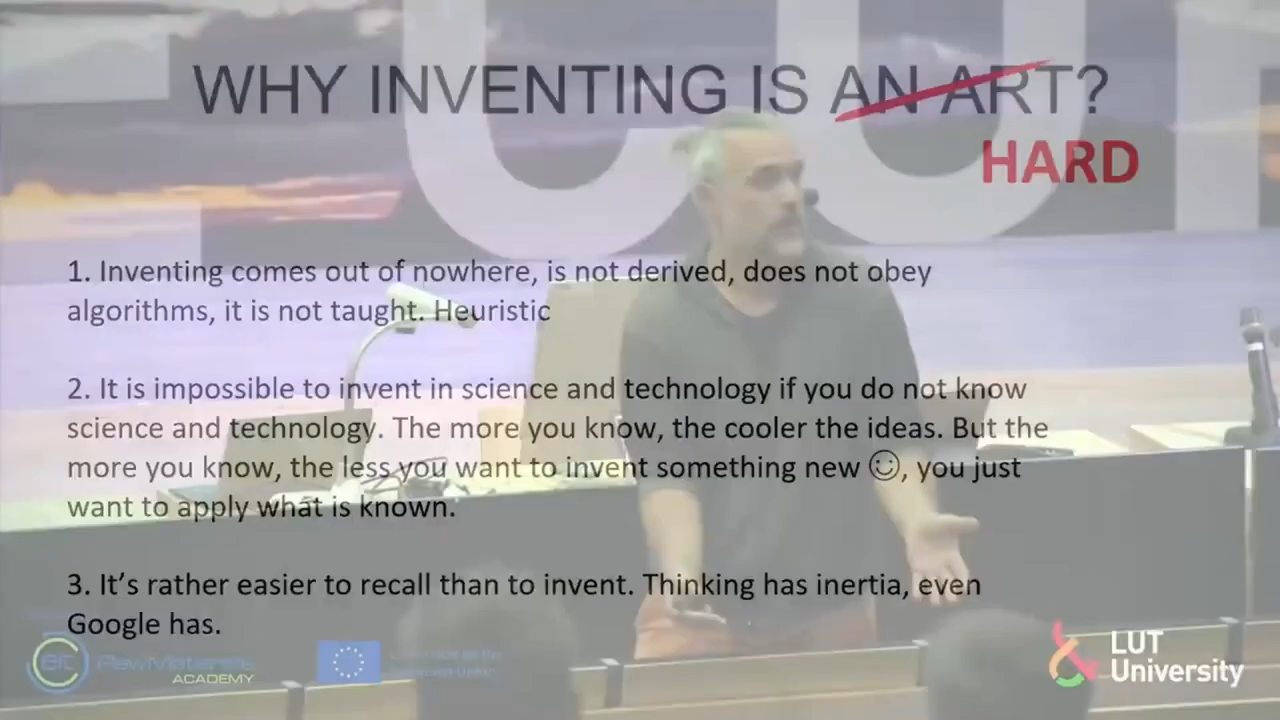 WHY INVENTING IS AN ART?
HARD
1. Inventing comes out of nowhere, is not derived, does not obey
algorithms, it is not taught. Heuristic
2. It is impossible to invent in science and technology if you do not know
science and technology. The more you know, the cooler the ideas. But the
more you know, the less you want to invent something new ☺, you just
want to apply what is known.
3. It's rather easier to recall than to invent. Thinking has inertia, even
Google has.
eit RawMaterials
ACADEMY
LUT
University